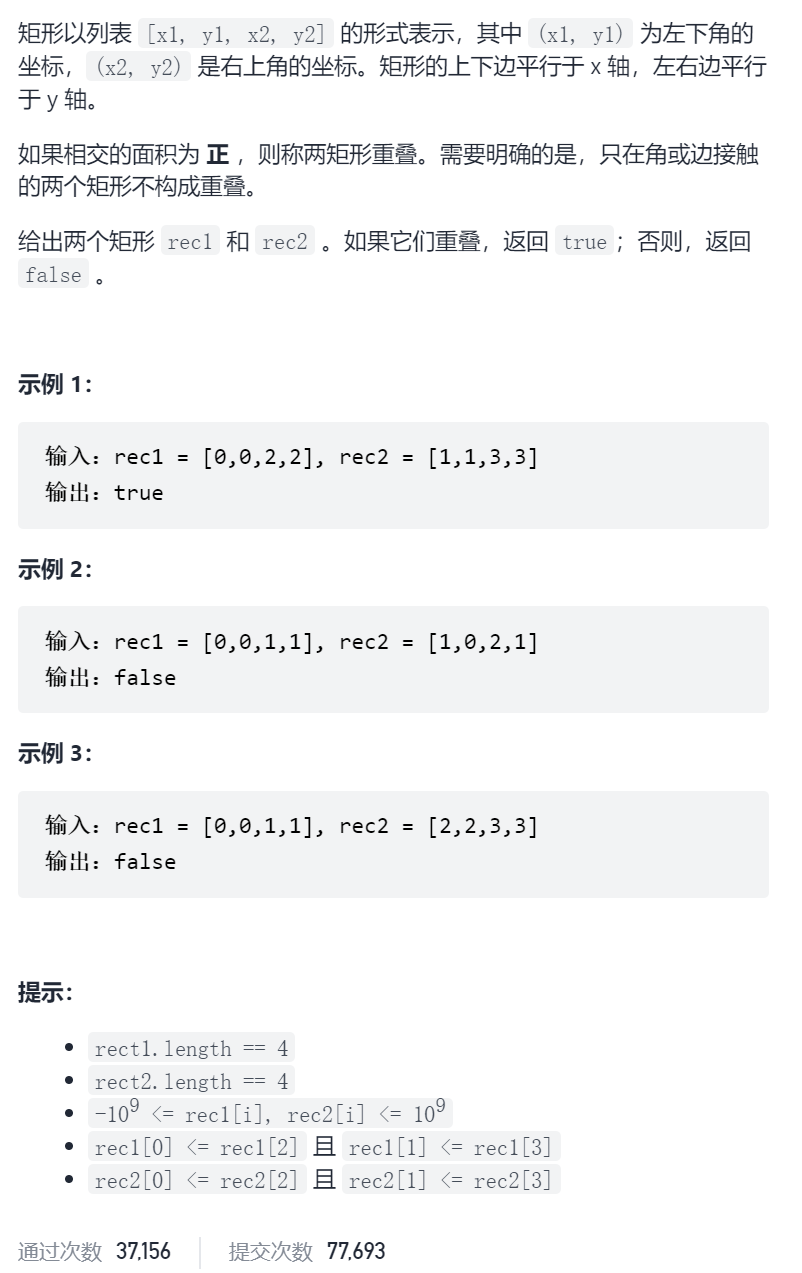 矩形以列表 [x1, y1, x2, y2] 的形式表示，其中 (x1, y1) 为左下角的
坐标， (x2, y2) 是右上角的坐标。矩形的上下边平行于 x 轴，左右边平行
于 y 轴。
如果相交的面积为 正 ，则称两矩形重叠。需要明确的是，只在角或边接触
的两个矩形不构成重叠。
给出两个矩形 rec1 和 rec2 。如果它们重叠，返回 true；否则，返回
false 。
示例 1：
输入：rec1 = [0,0,2,2], rec2 = [1,1,3,3]
输出：true
示例 2：
输入：rec1 = [0,0,1,1], rec2 = [1,0,2,1]
输出：false
示例 3：
输入：rec1 = [0,0,1,1], rec2 = [2,2,3,3]
输出：false
提示：
• rect1.length == 4
• rect2.length == 4
• -10⁹ <= rec1[i], rec2[i] <= 10⁹
• rec1[0] <= rec1[2] 且 rec1[1] <= rec1[3]
• rec2[0] <= rec2[2] 且 rec2[1] <= rec2[3]
通过次数 37,156 提交次数 77,693